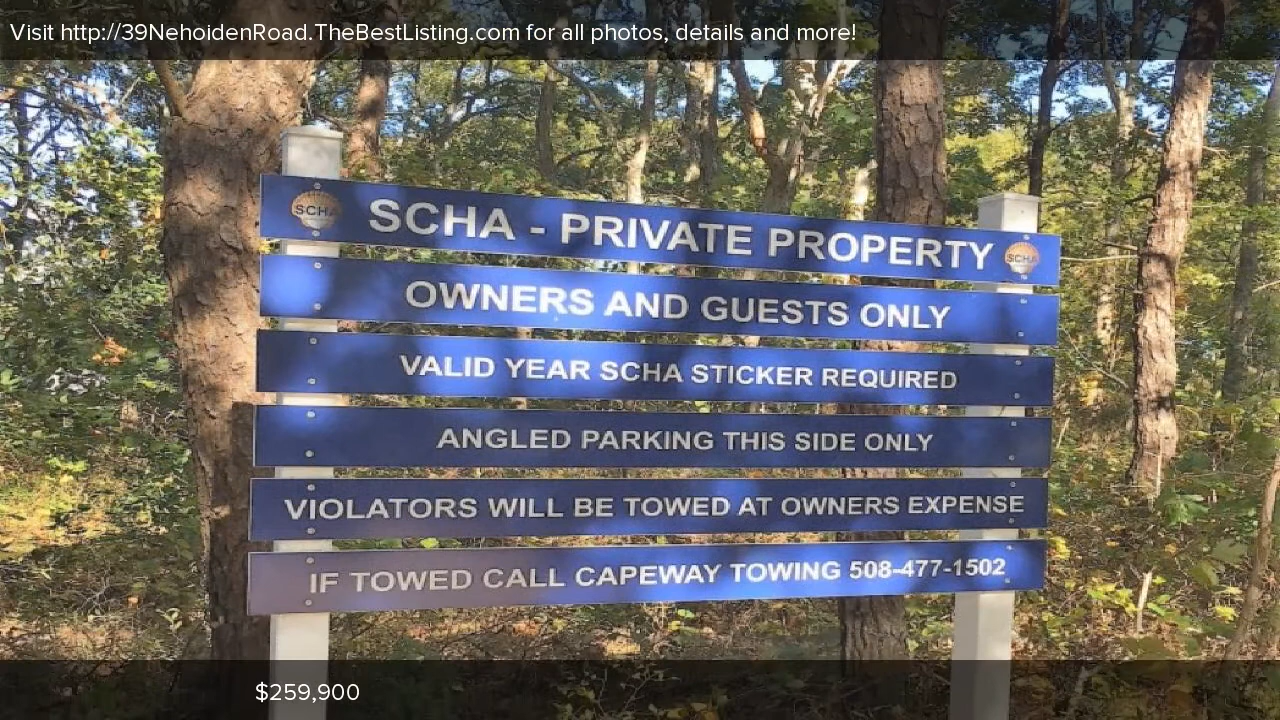 Visit http://39NehoidenRoad.TheBestListing.com for all photos, details and more!
SCHA SCHA - PRIVATE PROPERTY SCHA
OWNERS AND GUESTS ONLY
VALID YEAR SCHA STICKER REQUIRED
ANGLED PARKING THIS SIDE ONLY
VIOLATORS WILL BE TOWED AT OWNERS EXPENSE
IF TOWED CALL CAPEWAY TOWING 508-477-1502
$259,900